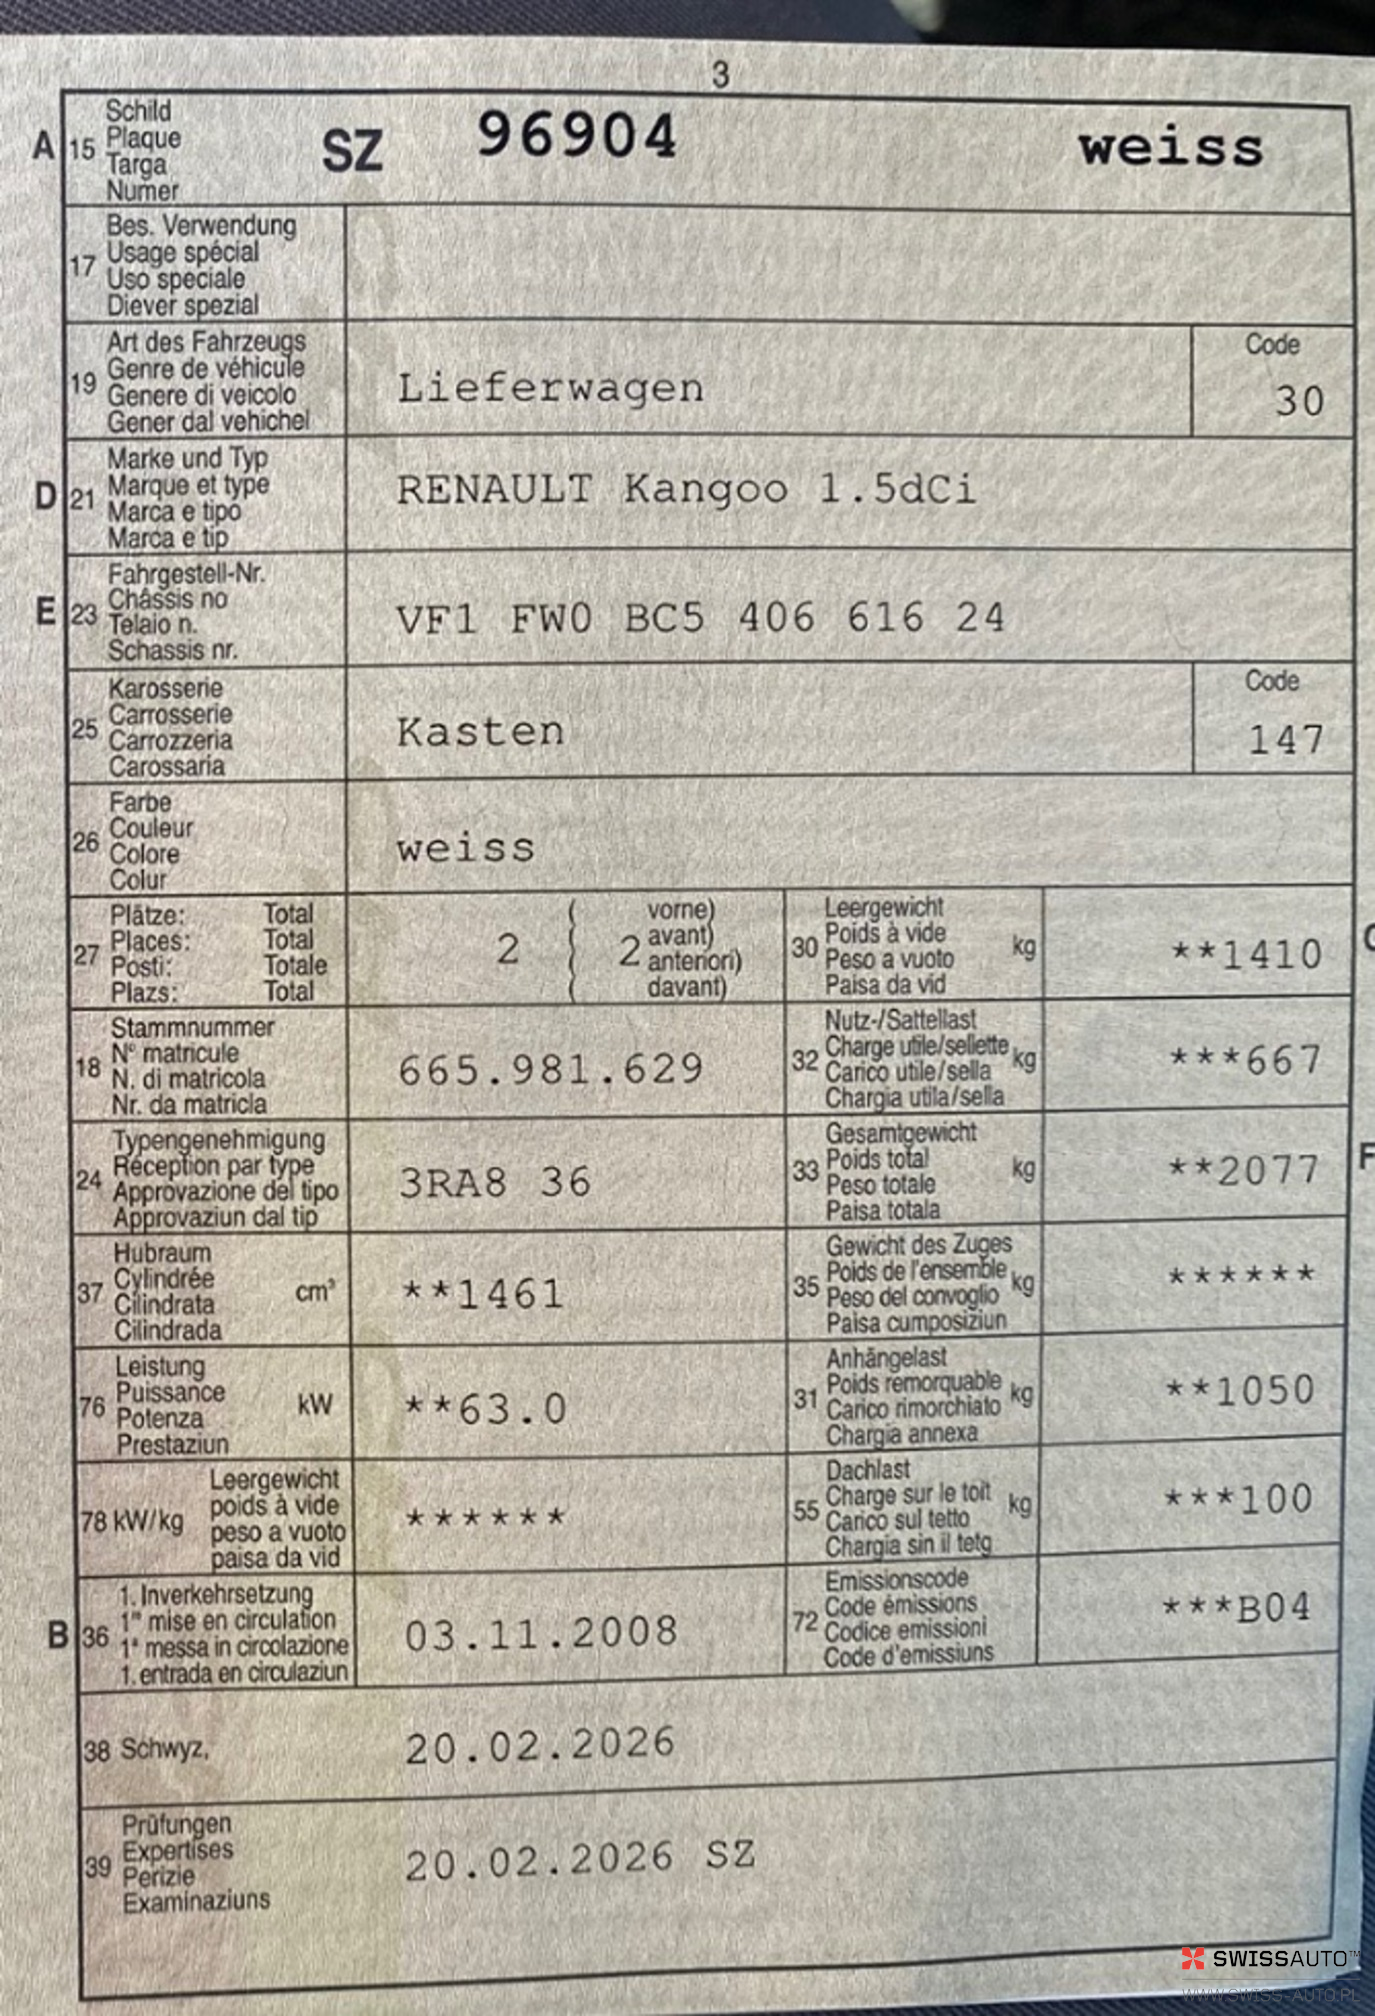 3
A 15 Schild
Plaque
Targa
Numer
SZ 96904 weiss
17 Bes. Verwendung
Usage spécial
Uso speciale
Diever spezial
19 Art des Fahrzeugs
Genre de véhicule
Genere di veicolo
Gener dal vehichel
Lieferwagen
Code
30
D 21 Marke und Typ
Marque et type
Marca e tipo
Marca e tip
RENAULT Kangoo 1.5dCi
E 23 Fahrgestell-Nr.
Châssis no
Telaio n.
Schassis nr.
VF1 FW0 BC5 406 616 24
25 Karosserie
Carrosserie
Carrozzeria
Carossaria
Kasten
Code
147
26 Farbe
Couleur
Colore
Colur
weiss
27 Plätze: Total
Places: Total
Posti: Totale
Plazs: Total
2 ( 2 vorne)
avant)
anteriori)
( davant)
30 Leergewicht
Poids à vide
Peso a vuoto
Paisa da vid
kg
**1410
18 Stammnummer
N° matricule
N. di matricola
Nr. da matricla
665.981.629
32 Nutz-/Sattellast
Charge utile/sellette
Carico utile/sella
Chargia utila/sella
kg
***667
24 Typengenehmigung
Réception par type
Approvazione del tipo
Approvaziun dal tip
3RA8 36
33 Gesamtgewicht
Poids total
Peso totale
Paisa totala
kg
**2077
F
37 Hubraum
Cylindrée
Cilindrata
Cilindrada
cm³
**1461
35 Gewicht des Zuges
Poids de l'ensemble
Peso del convoglio
Paisa cumposiziun
kg
******
76 Leistung
Puissance
Potenza
Prestaziun
kW
**63.0
31 Anhängelast
Poids remorquable
Carico rimorchiato
Chargia annexa
kg
**1050
78 kW/kg
Leergewicht
poids à vide
peso a vuoto
paisa da vid
******
55 Dachlast
Charge sur le toit
Carico sul tetto
Chargia sin il tetg
kg
***100
B 36 1. Inverkehrsetzung
1re mise en circulation
1a messa in circolazione
1. entrada en circulaziun
03.11.2008
72 Emissionscode
Code émissions
Codice emissioni
Code d'emissiuns
***B04
38 Schwyz, 20.02.2026
39 Prüfungen
Expertises
Perizie
Examinaziuns
20.02.2026 SZ
SWISSAUTO™
WWW.SWISS-AUTO.PL